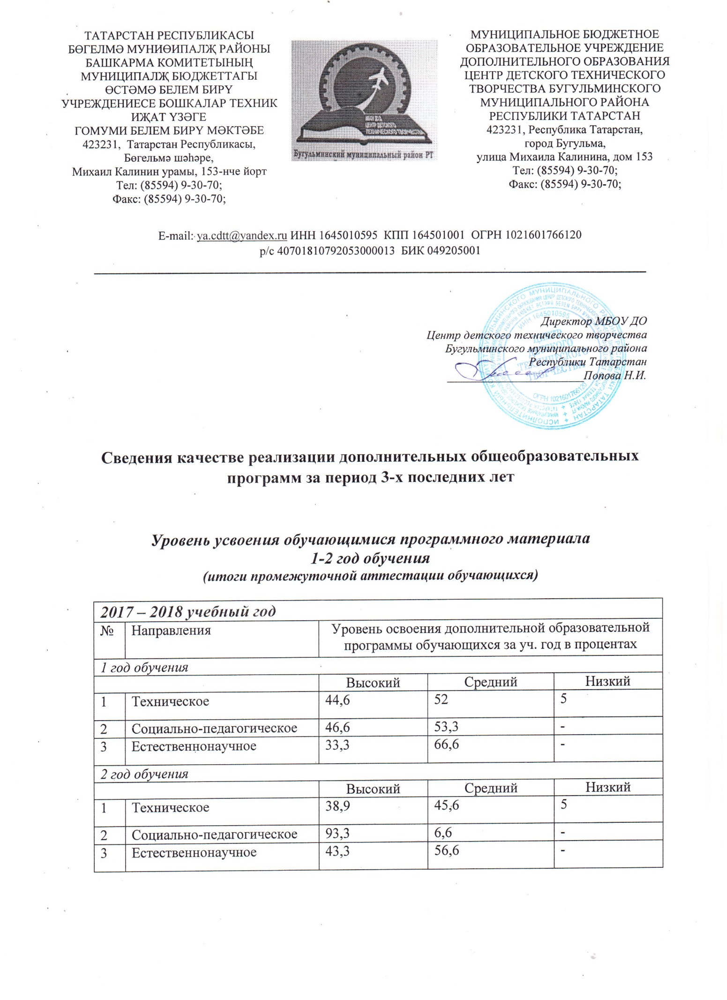 ТАТАРСТАН РЕСПУБЛИКАСЫ
БӨГЕЛМӘ МУНИӨИПАЛҖ РАЙОНЫ
БАШКАРМА КОМИТЕТЫНЫҢ
МУНИЦИПАЛҖ БЮДЖЕТТАГЫ
ӨСТӘМӘ БЕЛЕМ БИРҮ
УЧРЕЖДЕНИЕСЕ БОШКАЛАР ТЕХНИК
ИҖАТ ҮЗӘГЕ
ГОМУМИ БЕЛЕМ БИРҮ МӘКТӘБЕ
423231, Татарстан Республикасы,
Бөгельмә шәһәре,
Михаил Калинин урамы, 153-нче йорт
Тел: (85594) 9-30-70;
Факс: (85594) 9-30-70;
ЦЕНТР ДЕТСКОГО
ТЕХНИЧЕСКОГО ТВОРЧЕСТВА
Бугульминский муниципальный район РТ
МУНИЦИПАЛЬНОЕ БЮДЖЕТНОЕ
ОБРАЗОВАТЕЛЬНОЕ УЧРЕЖДЕНИЕ
ДОПОЛНИТЕЛЬНОГО ОБРАЗОВАНИЯ
ЦЕНТР ДЕТСКОГО ТЕХНИЧЕСКОГО
ТВОРЧЕСТВА БУГУЛЬМИНСКОГО
МУНИЦИПАЛЬНОГО РАЙОНА
РЕСПУБЛИКИ ТАТАРСТАН
423231, Республика Татарстан,
город Бугульма,
улица Михаила Калинина, дом 153
Тел: (85594) 9-30-70;
Факс: (85594) 9-30-70;
E-mail: ya.cdtt@yandex.ru ИНН 1645010595 КПП 164501001 ОГРН 1021601766120
р/с 40701810792053000013 БИК 049205001
Директор МБОУ ДО
Центр детского технического творчества
Бугульминского муниципального района
Республики Татарстан
Попова Н.И.
ИНН 1645010595
ЦЕНТР
ДЕТСКОГО
ТЕХНИЧЕСКОГО
ТВОРЧЕСТВА
ОГРН 1021601766120
Сведения качестве реализации дополнительных общеобразовательных
программ за период 3-х последних лет
Уровень усвоения обучающимися программного материала
1-2 год обучения
(итоги промежуточной аттестации обучающихся)
2017 – 2018 учебный год
№ Направления Уровень освоения дополнительной образовательной
программы обучающихся за уч. год в процентах
1 год обучения
Высокий Средний Низкий
1 Техническое 44,6 52 5
2 Социально-педагогическое 46,6 53,3 -
3 Естественнонаучное 33,3 66,6 -
2 год обучения
Высокий Средний Низкий
1 Техническое 38,9 45,6 5
2 Социально-педагогическое 93,3 6,6 -
3 Естественнонаучное 43,3 56,6 -